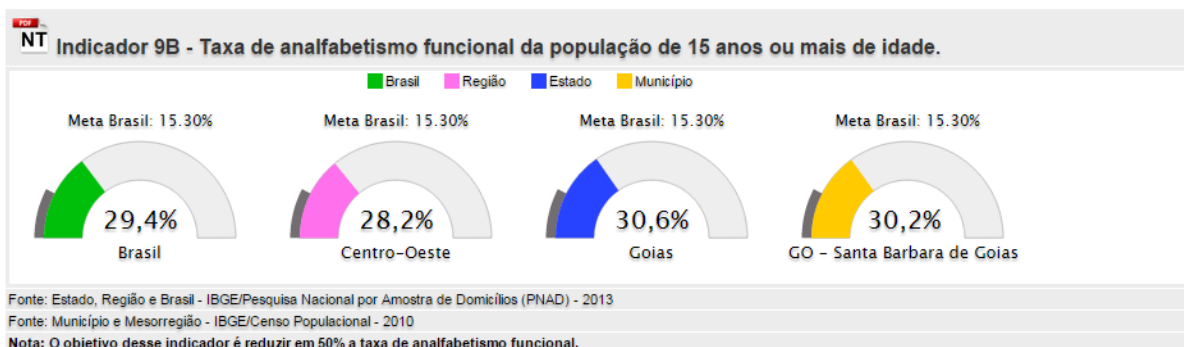 PDF
NT
Indicador 9B - Taxa de analfabetismo funcional da população de 15 anos ou mais de idade.
Brasil Região Estado Município
Meta Brasil: 15.30% Meta Brasil: 15.30% Meta Brasil: 15.30% Meta Brasil: 15.30%
29,4% 28,2% 30,6% 30,2%
Brasil Centro-Oeste Goias GO - Santa Barbara de Goias
Fonte: Estado, Região e Brasil - IBGE/Pesquisa Nacional por Amostra de Domicílios (PNAD) - 2013
Fonte: Município e Mesorregião - IBGE/Censo Populacional - 2010
Nota: O objetivo desse indicador é reduzir em 50% a taxa de analfabetismo funcional.